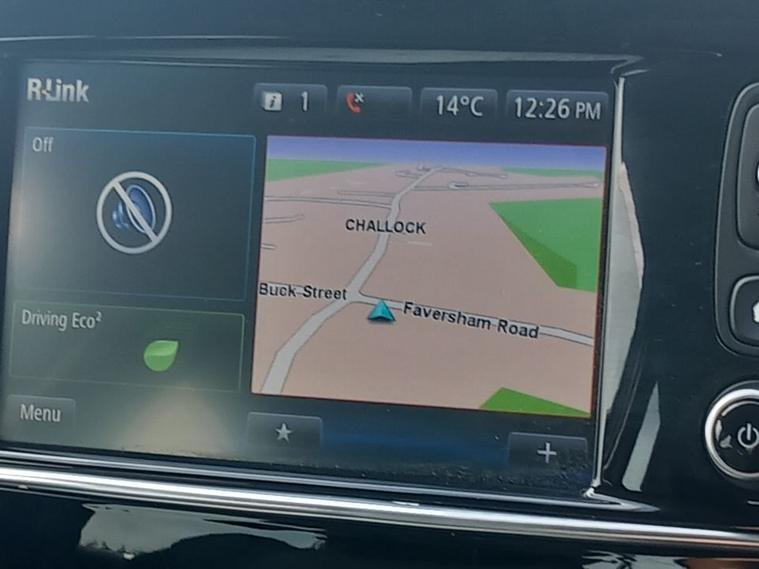 R-Link
i 1
14°C
12:26 PM
Off
CHALLOCK
Buck Street
Faversham Road
Driving Eco²
Menu